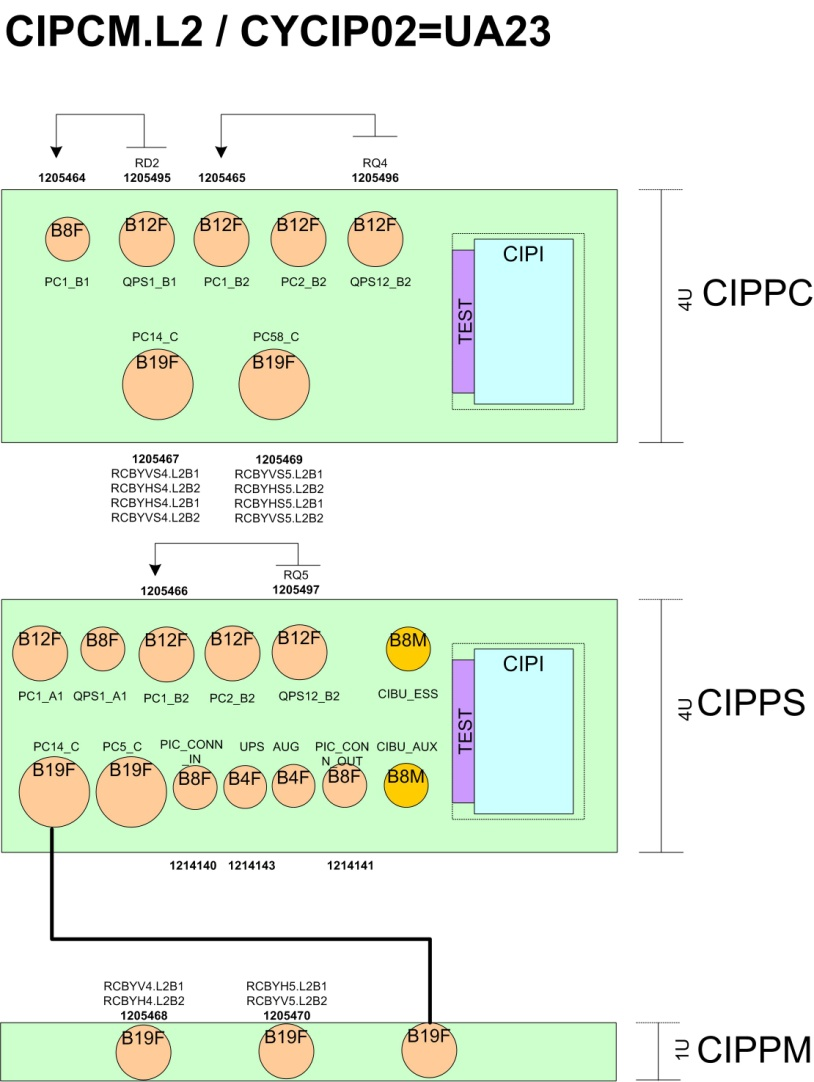 CIPCM.L2 / CYCIP02=UA23
RD2
RQ4
1205464
1205495
1205465
1205496
B8F
B12F
B12F
B12F
B12F
PC1_B1
QPS1_B1
PC1_B2
PC2_B2
QPS12_B2
CIPI
TEST
4U
CIPPC
PC14_C
PC58_C
B19F
B19F
1205467
RCBYVS4.L2B1
RCBYHS4.L2B2
RCBYHS4.L2B1
RCBYVS4.L2B2
1205469
RCBYVS5.L2B1
RCBYHS5.L2B2
RCBYHS5.L2B1
RCBYVS5.L2B2
RQ5
1205466
1205497
B12F
B8F
B12F
B12F
B12F
B8M
PC1_A1
QPS1_A1
PC1_B2
PC2_B2
QPS12_B2
CIBU_ESS
CIPI
TEST
4U
CIPPS
PC14_C
PC5_C
PIC_CONN
_IN
UPS
AUG
PIC_CON
N_OUT
CIBU_AUX
B19F
B19F
B8F
B4F
B4F
B8F
B8M
1214140
1214143
1214141
RCBYV4.L2B1
RCBYH4.L2B2
1205468
RCBYH5.L2B1
RCBYV5.L2B2
1205470
B19F
B19F
B19F
1U
CIPPM